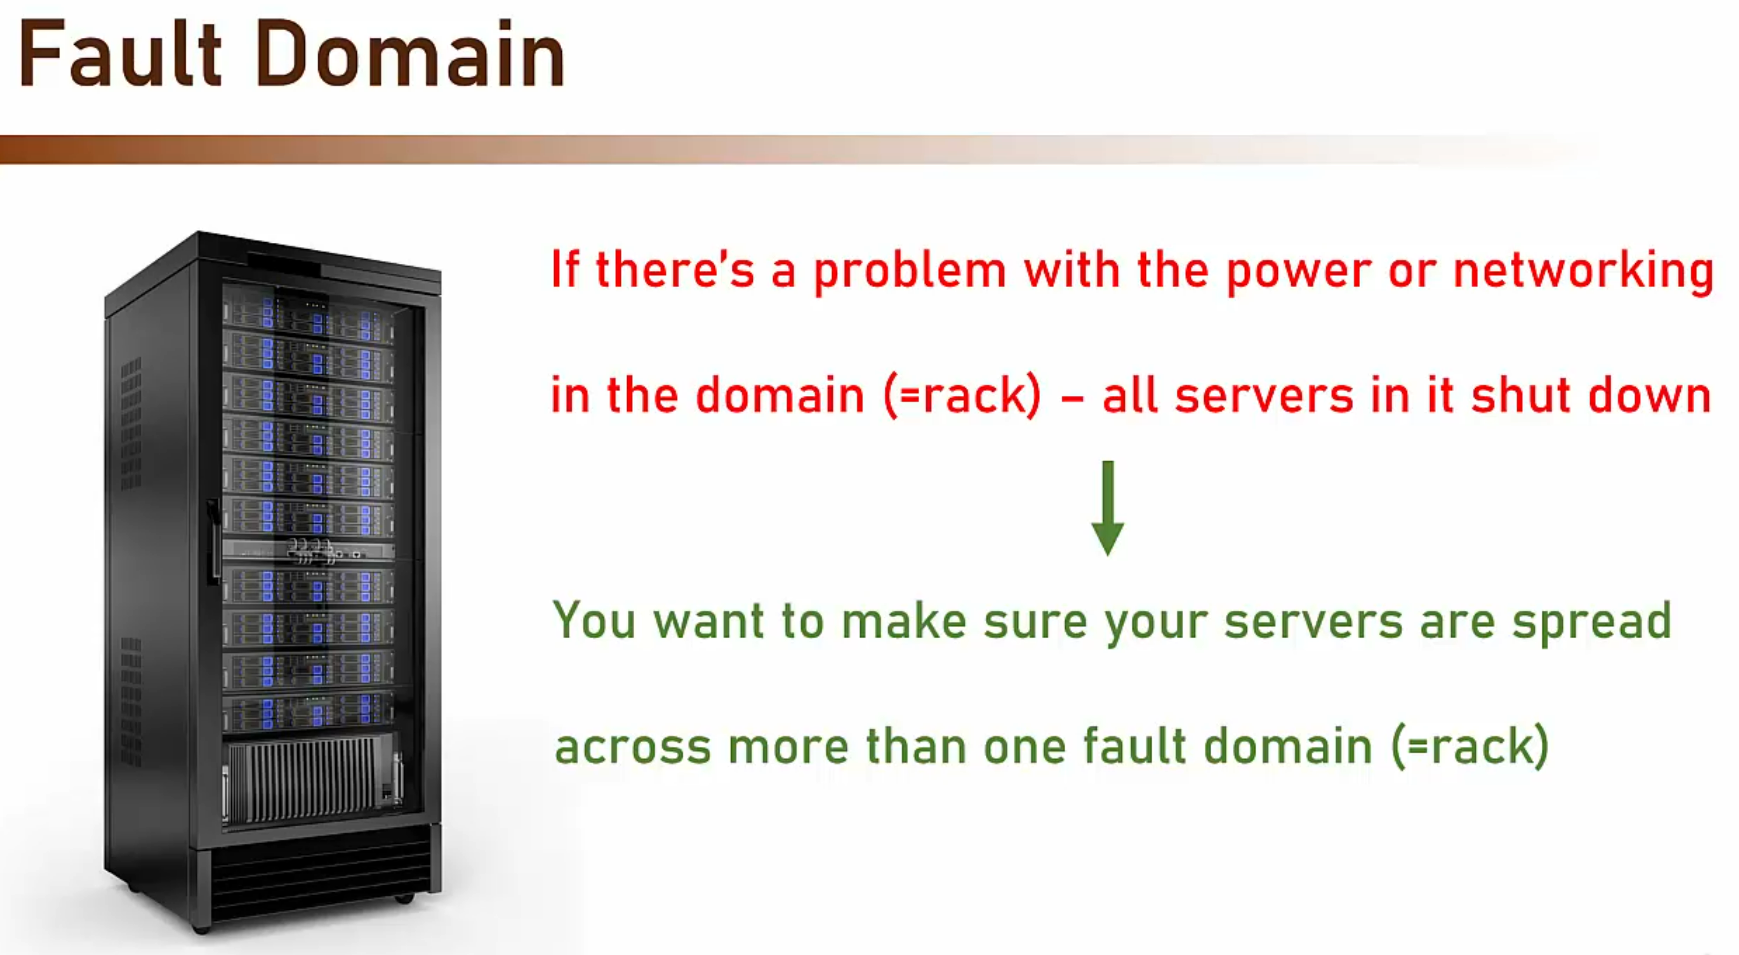 Fault Domain
If there's a problem with the power or networking
in the domain (=rack) – all servers in it shut down
You want to make sure your servers are spread
across more than one fault domain (=rack)